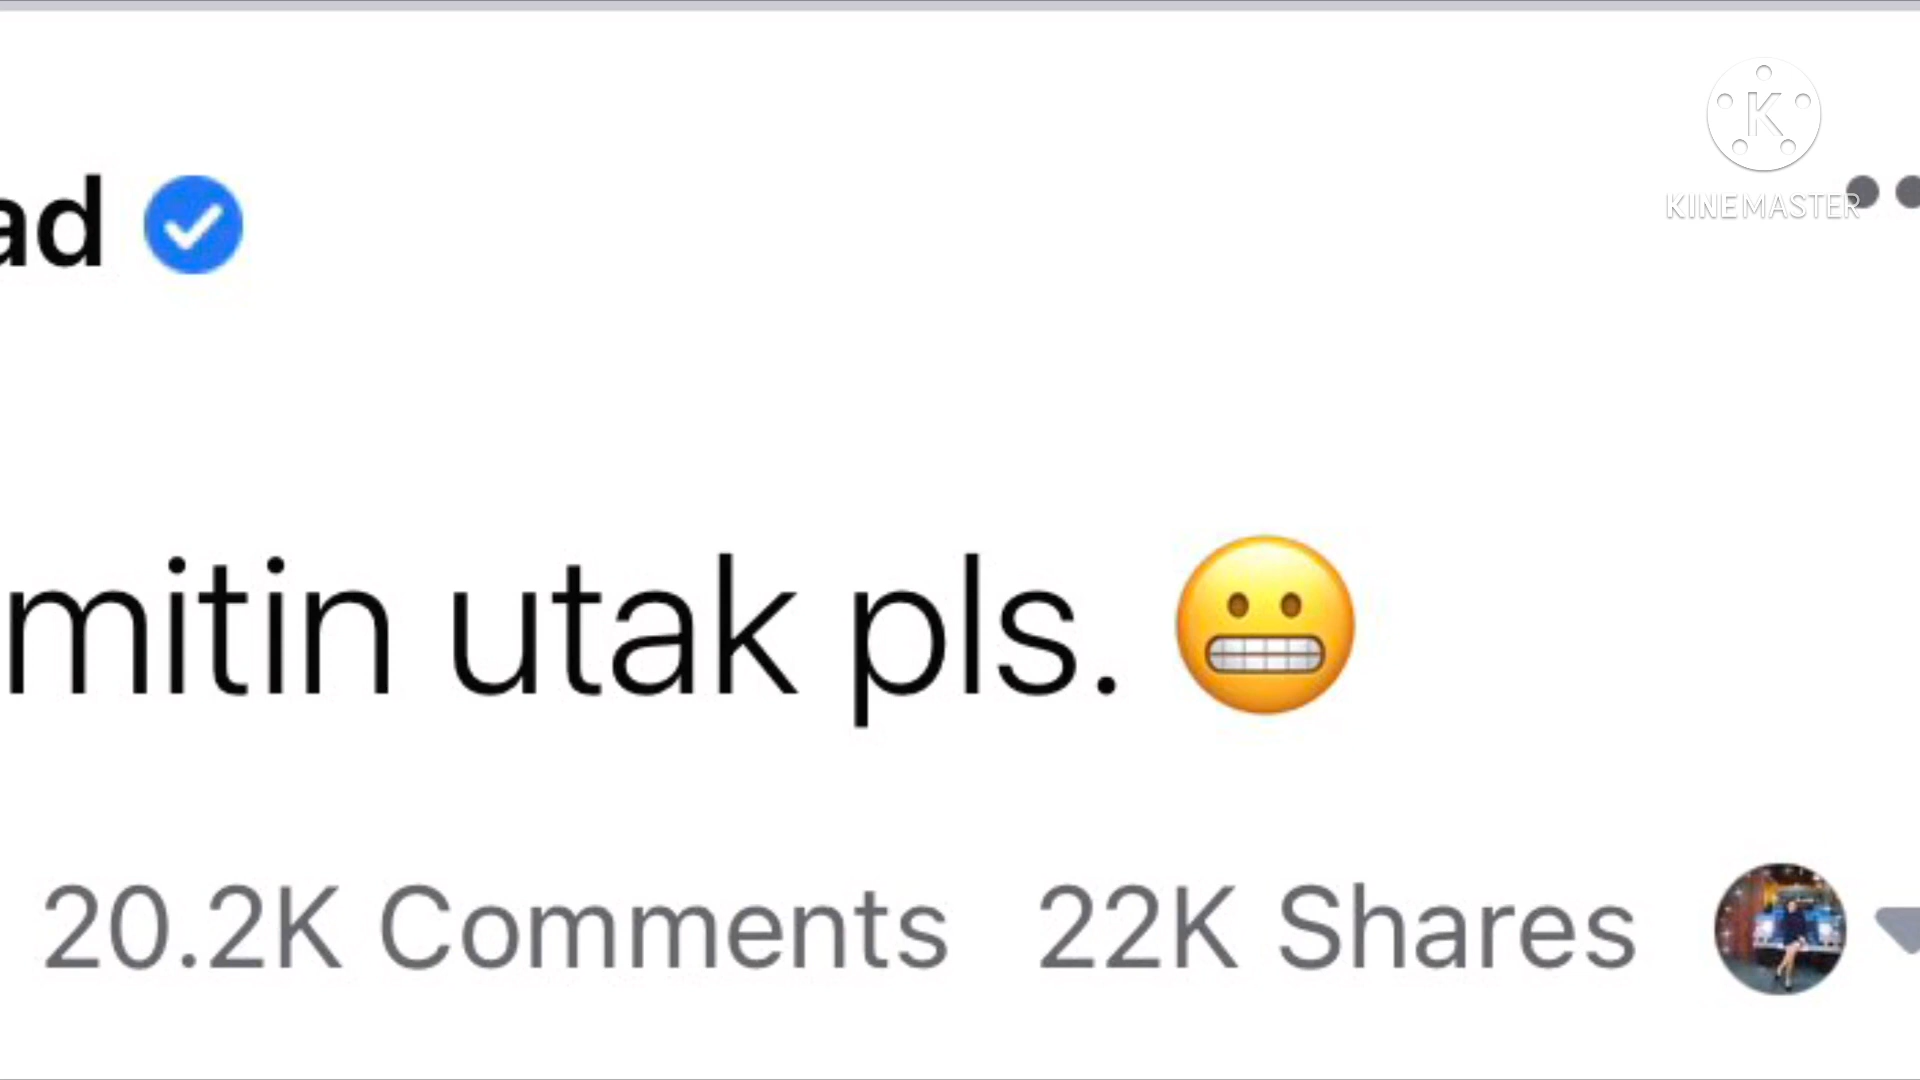 K
KINEMASTER
ad
mitin utak pls. 😬
20.2K Comments 22K Shares